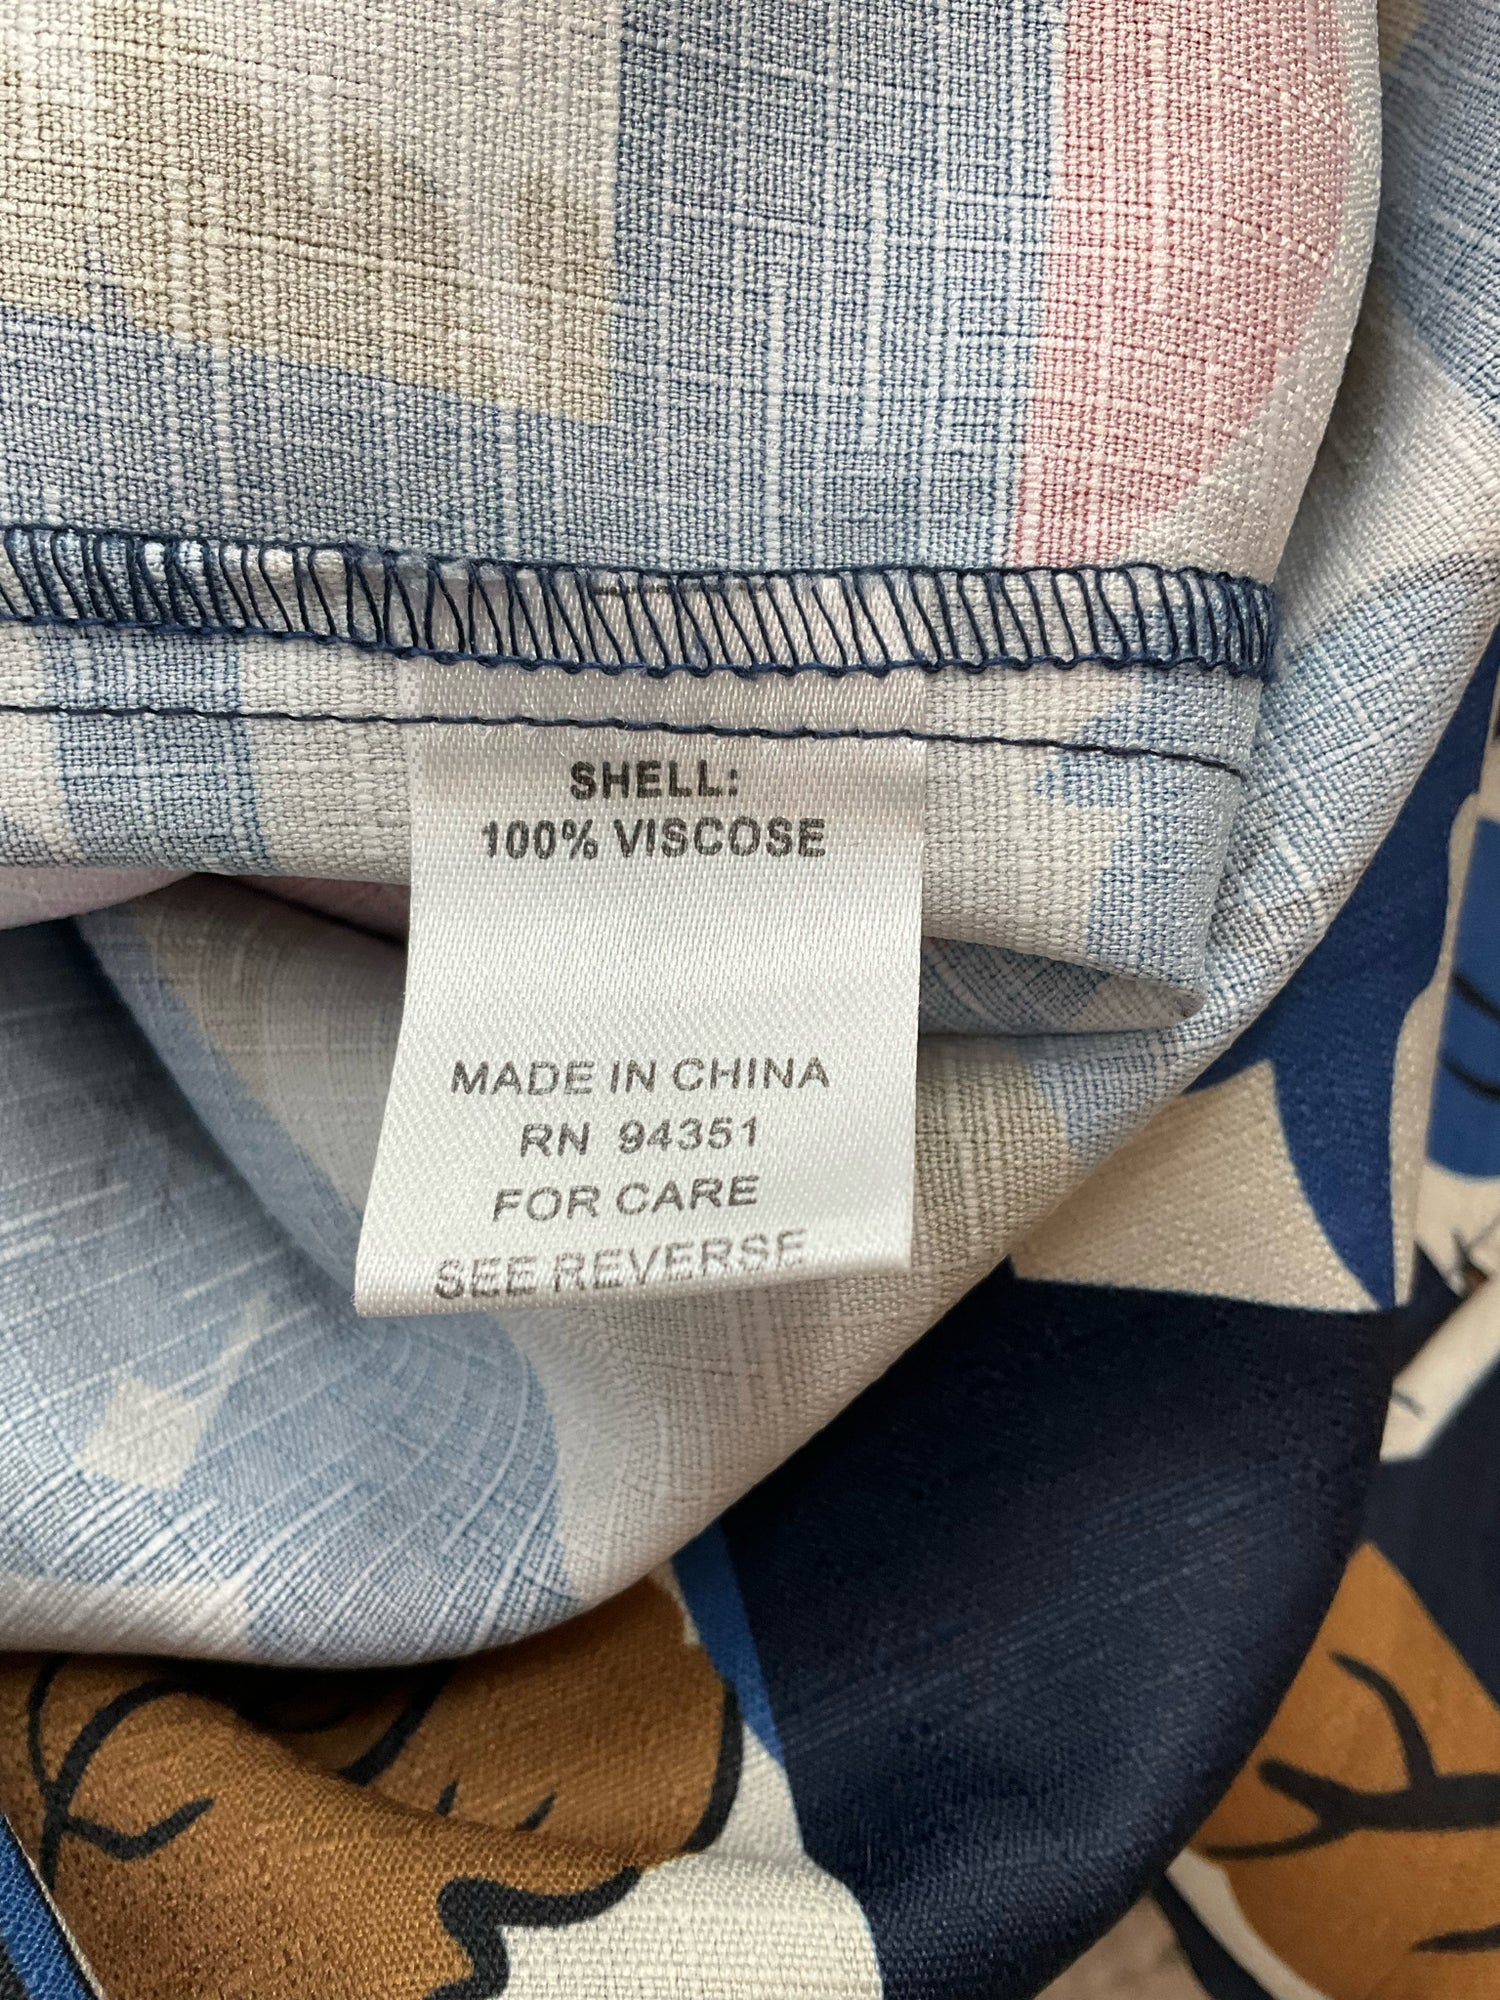 SHELL:
100% VISCOSE
MADE IN CHINA
RN 94351
FOR CARE
SEE REVERSE